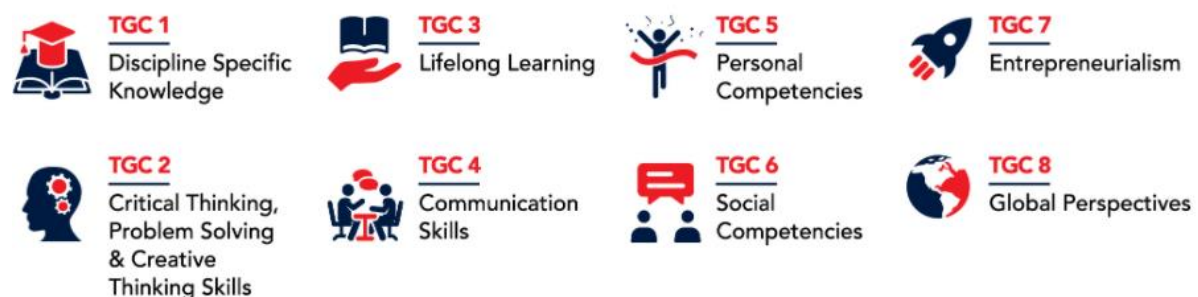 TGC 1
Discipline Specific
Knowledge
TGC 2
Critical Thinking,
Problem Solving
& Creative
Thinking Skills
TGC 3
Lifelong Learning
TGC 4
Communication
Skills
TGC 5
Personal
Competencies
TGC 6
Social
Competencies
TGC 7
Entrepreneurialism
TGC 8
Global Perspectives